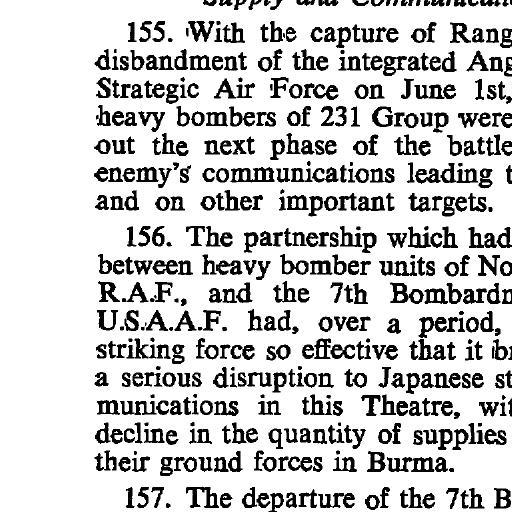 Supply and Communicati
155. With the capture of Rang
disbandment of the integrated Ang
Strategic Air Force on June 1st,
heavy bombers of 231 Group were
out the next phase of the battle
enemy's communications leading t
and on other important targets.
156. The partnership which had
between heavy bomber units of No
R.A.F., and the 7th Bombardn
U.S.A.A.F. had, over a period,
striking force so effective that it br
a serious disruption to Japanese st
munications in this Theatre, wit
decline in the quantity of supplies
their ground forces in Burma.
157. The departure of the 7th B